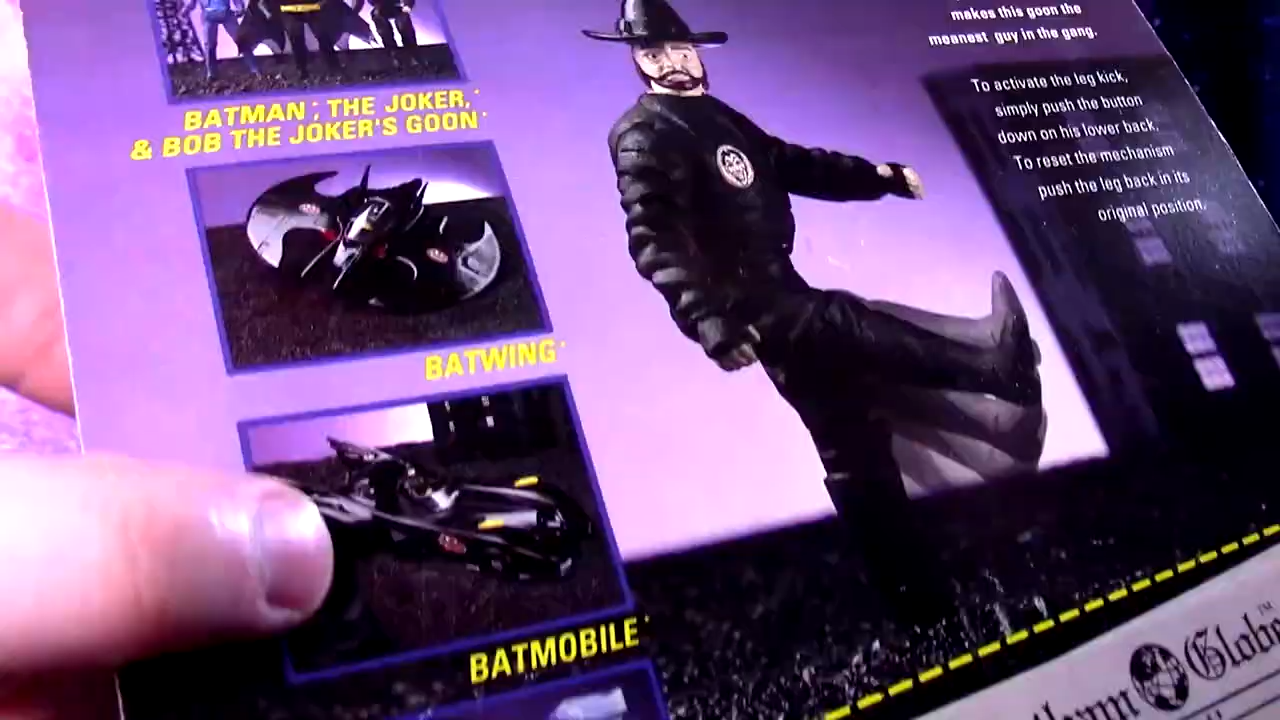 makes this goon the
meanest guy in the gang.
To activate the leg kick,
simply push the button
down on his lower back.
To reset the mechanism
push the leg back in its
original position.
BATMAN*, THE JOKER,*
& BOB THE JOKER'S GOON*
BATWING*
BATMOBILE*
Globe™